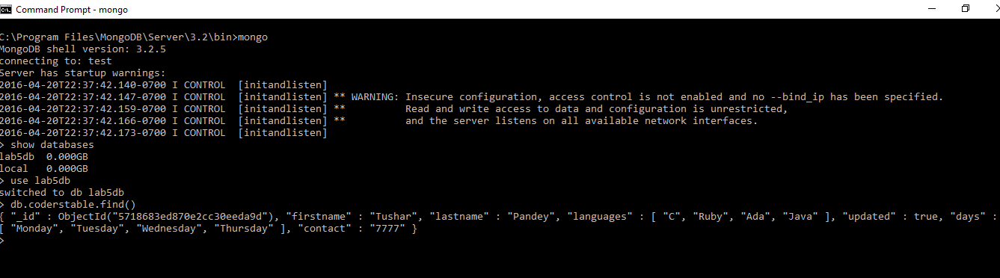 Command Prompt - mongo
C:\Program Files\MongoDB\Server\3.2\bin>mongo
MongoDB shell version: 3.2.5
connecting to: test
Server has startup warnings:
2016-04-20T22:37:42.140-0700 I CONTROL  [initandlisten]
2016-04-20T22:37:42.147-0700 I CONTROL  [initandlisten] ** WARNING: Insecure configuration, access control is not enabled and no --bind_ip has been specified.
2016-04-20T22:37:42.159-0700 I CONTROL  [initandlisten] **          Read and write access to data and configuration is unrestricted,
2016-04-20T22:37:42.166-0700 I CONTROL  [initandlisten] **          and the server listens on all available network interfaces.
2016-04-20T22:37:42.173-0700 I CONTROL  [initandlisten]
> show databases
lab5db  0.000GB
local   0.000GB
> use lab5db
switched to db lab5db
> db.coderstable.find()
{ "_id" : ObjectId("5718683ed870e2cc30eeda9d"), "firstname" : "Tushar", "lastname" : "Pandey", "languages" : [ "C", "Ruby", "Ada", "Java" ], "updated" : true, "days" :
[ "Monday", "Tuesday", "Wednesday", "Thursday" ], "contact" : "7777" }
>